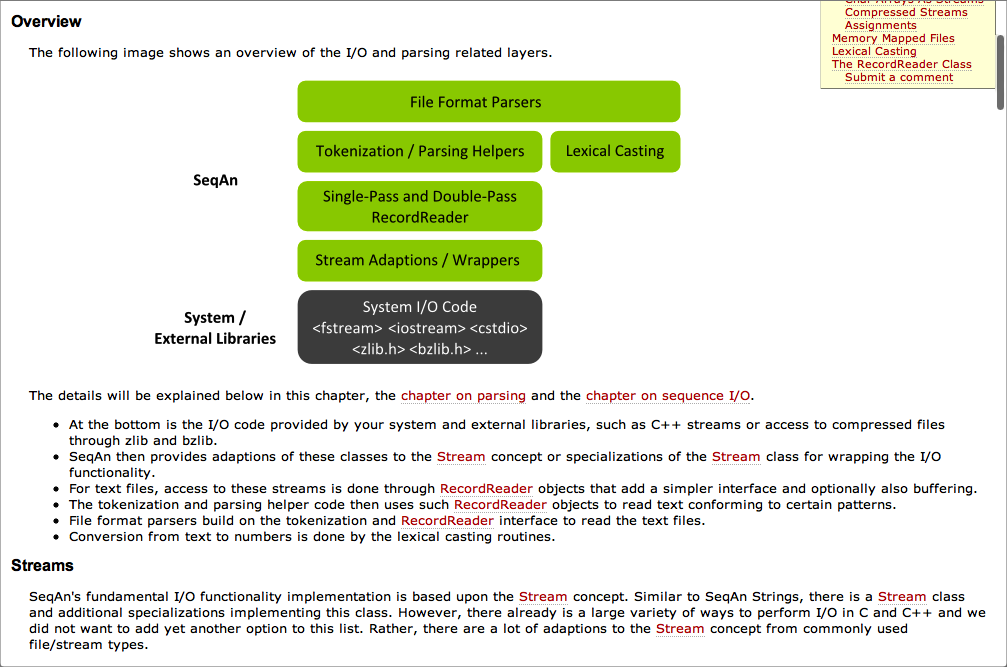 Overview
The following image shows an overview of the I/O and parsing related layers.
Char Arrays As Streams
Compressed Streams
Assignments
Memory Mapped Files
Lexical Casting
The RecordReader Class
Submit a comment
File Format Parsers
Tokenization / Parsing Helpers
Lexical Casting
SeqAn
Single-Pass and Double-Pass
RecordReader
Stream Adaptions / Wrappers
System /
External Libraries
System I/O Code
<fstream> <iostream> <cstdio>
<zlib.h> <bzlib.h> ...
The details will be explained below in this chapter, the chapter on parsing and the chapter on sequence I/O.
• At the bottom is the I/O code provided by your system and external libraries, such as C++ streams or access to compressed files
through zlib and bzlib.
• SeqAn then provides adaptions of these classes to the Stream concept or specializations of the Stream class for wrapping the I/O
functionality.
• For text files, access to these streams is done through RecordReader objects that add a simpler interface and optionally also buffering.
• The tokenization and parsing helper code then uses such RecordReader objects to read text conforming to certain patterns.
• File format parsers build on the tokenization and RecordReader interface to read the text files.
• Conversion from text to numbers is done by the lexical casting routines.
Streams
SeqAn's fundamental I/O functionality implementation is based upon the Stream concept. Similar to SeqAn Strings, there is a Stream class
and additional specializations implementing this class. However, there already is a large variety of ways to perform I/O in C and C++ and we
did not want to add yet another option to this list. Rather, there are a lot of adaptions to the Stream concept from commonly used
file/stream types.